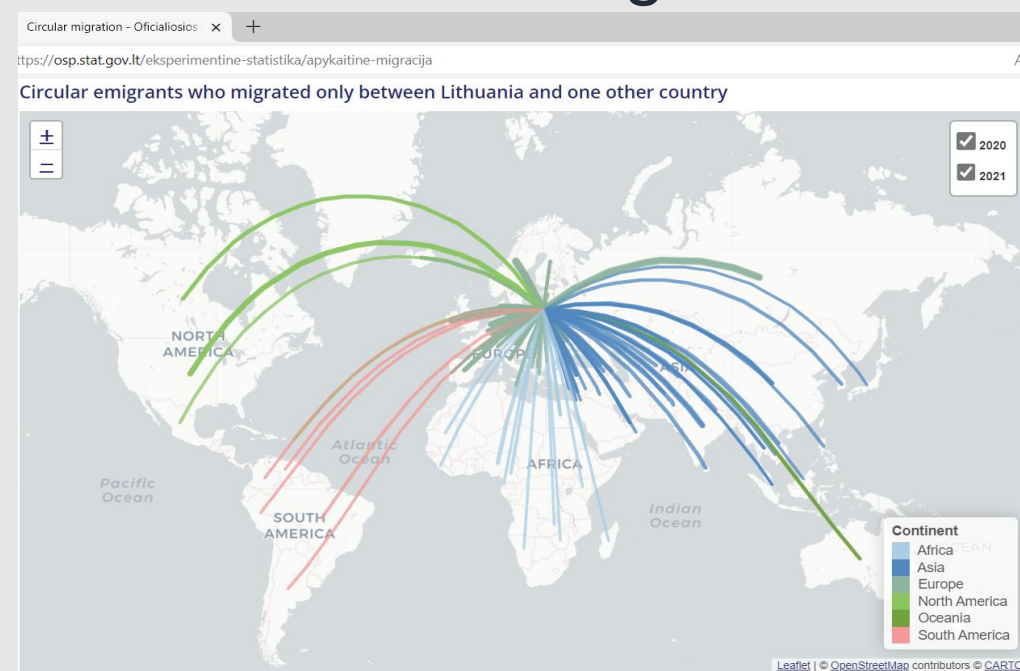 Circular migration - Oficialiosios
ttps://osp.stat.gov.lt/eksperimentine-statistika/apykaitine-migracija
Circular emigrants who migrated only between Lithuania and one other country
+
−
2020
2021
NORTH
AMERICA
EUROP
ASIA
Atlantic
Ocean
AFRICA
Pacific
Ocean
SOUTH
AMERICA
Indian
Ocean
Continent
Africa
Asia
Europe
North America
Oceania
South America
Leaflet | © OpenStreetMap contributors © CARTO